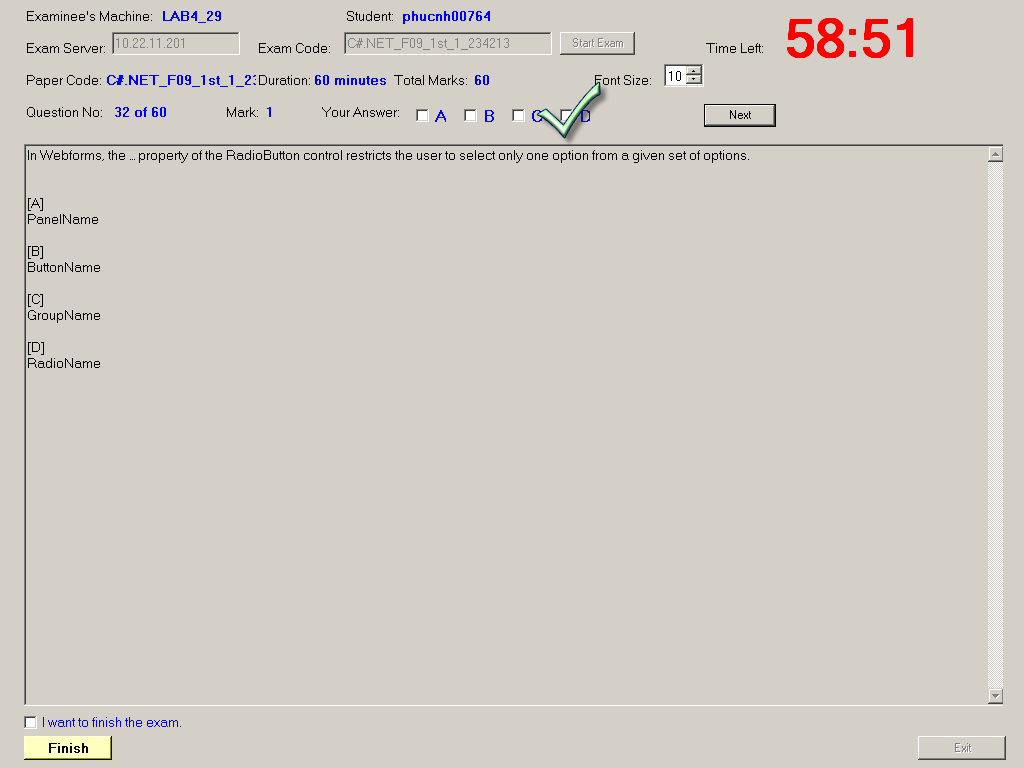 Examinee's Machine: LAB4_29 Student: phucnh00764
58:51
Exam Server: 10.22.11.201 Exam Code: C#.NET_F09_1st_1_234213 Start Exam Time Left:
Paper Code: C#.NET_F09_1st_1_23 Duration: 60 minutes Total Marks: 60 Font Size: 10
Question No: 32 of 60 Mark: 1 Your Answer: A B C D Next
In Webforms, the ... property of the RadioButton control restricts the user to select only one option from a given set of options.
[A]
PanelName
[B]
ButtonName
[C]
GroupName
[D]
RadioName
I want to finish the exam.
Finish Exit